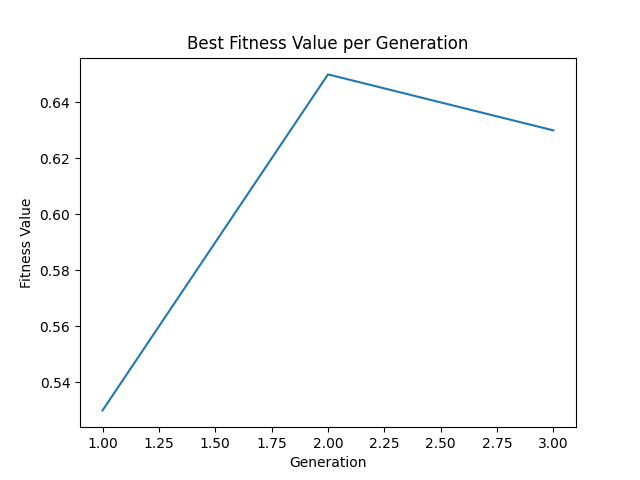 Best Fitness Value per Generation
Fitness Value
0.64
0.62
0.60
0.58
0.56
0.54
1.00 1.25 1.50 1.75 2.00 2.25 2.50 2.75 3.00
Generation